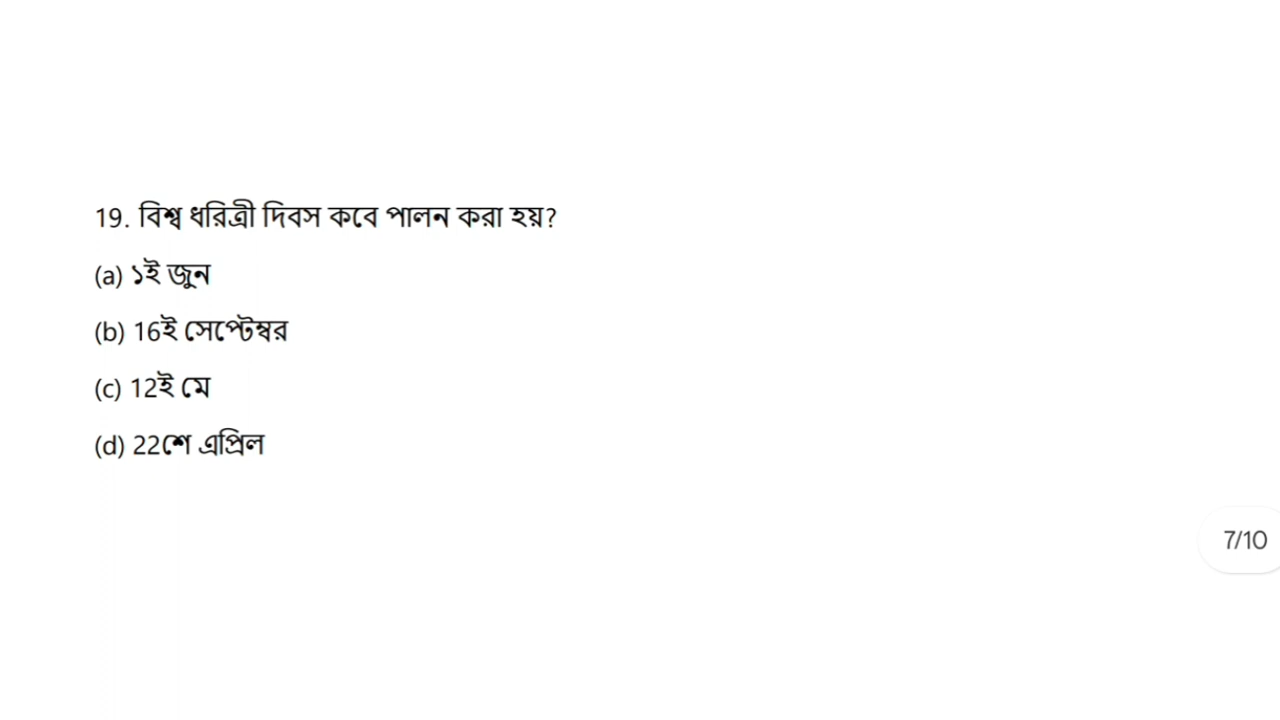 19. বিশ্ব ধরিত্রী দিবস কবে পালন করা হয়?
(a) ১ই জুন
(b) 16ই সেপ্টেম্বর
(c) 12ই মে
(d) 22শে এপ্রিল
7/10